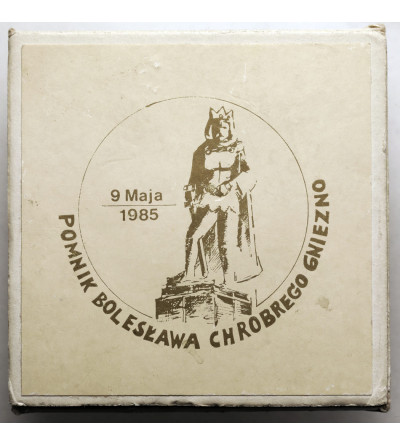 9 Maja
1985
POMNIK BOLESŁAWA CHROBREGO GNIEZNO